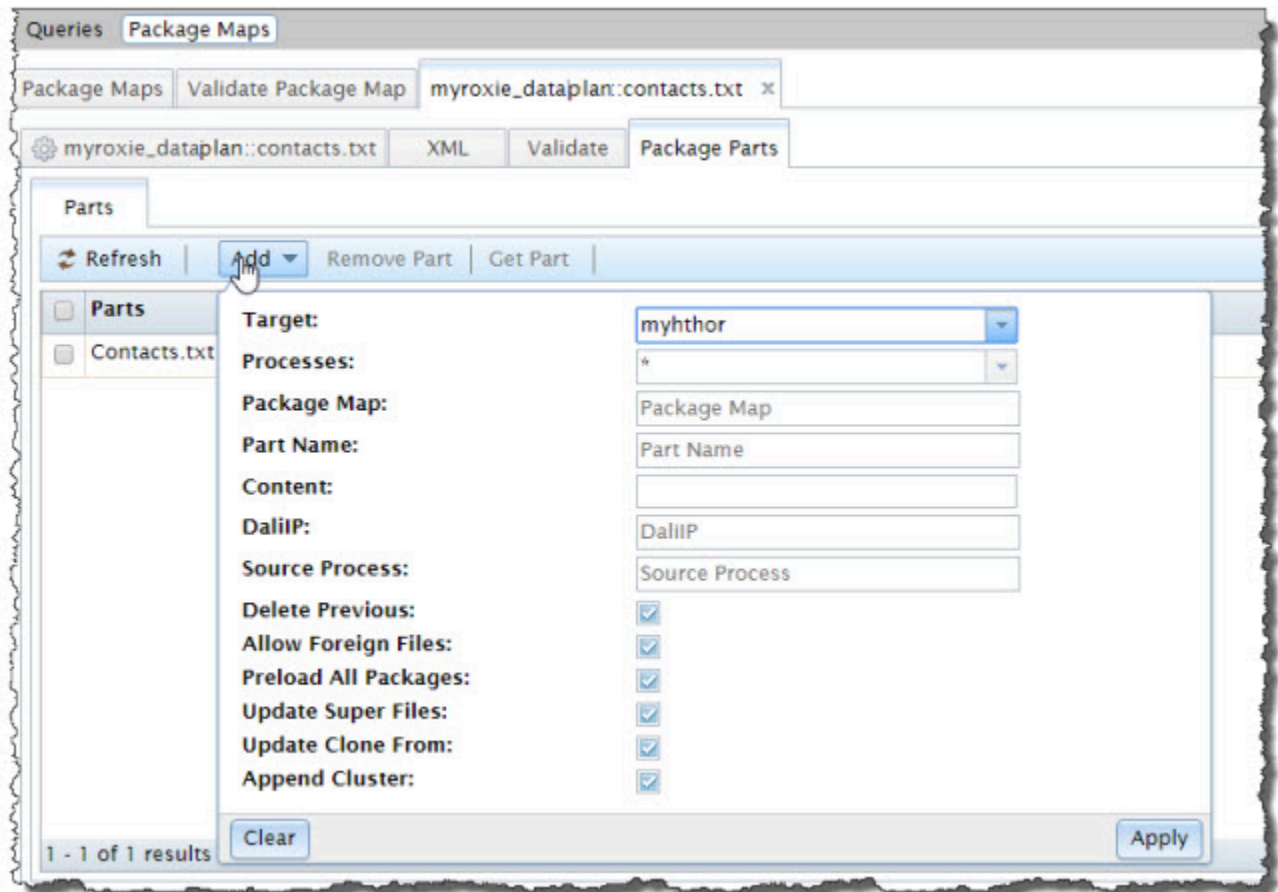 Queries Package Maps
Package Maps Validate Package Map myroxie_dataplan::contacts.txt
myroxie_dataplan::contacts.txt XML Validate Package Parts
Parts
Refresh Add Remove Part Get Part
Parts
Contacts.txt
Target: myhthor
Processes: *
Package Map: Package Map
Part Name: Part Name
Content:
DaliIP: DaliIP
Source Process: Source Process
Delete Previous:
Allow Foreign Files:
Preload All Packages:
Update Super Files:
Update Clone From:
Append Cluster:
Clear Apply
1 - 1 of 1 results